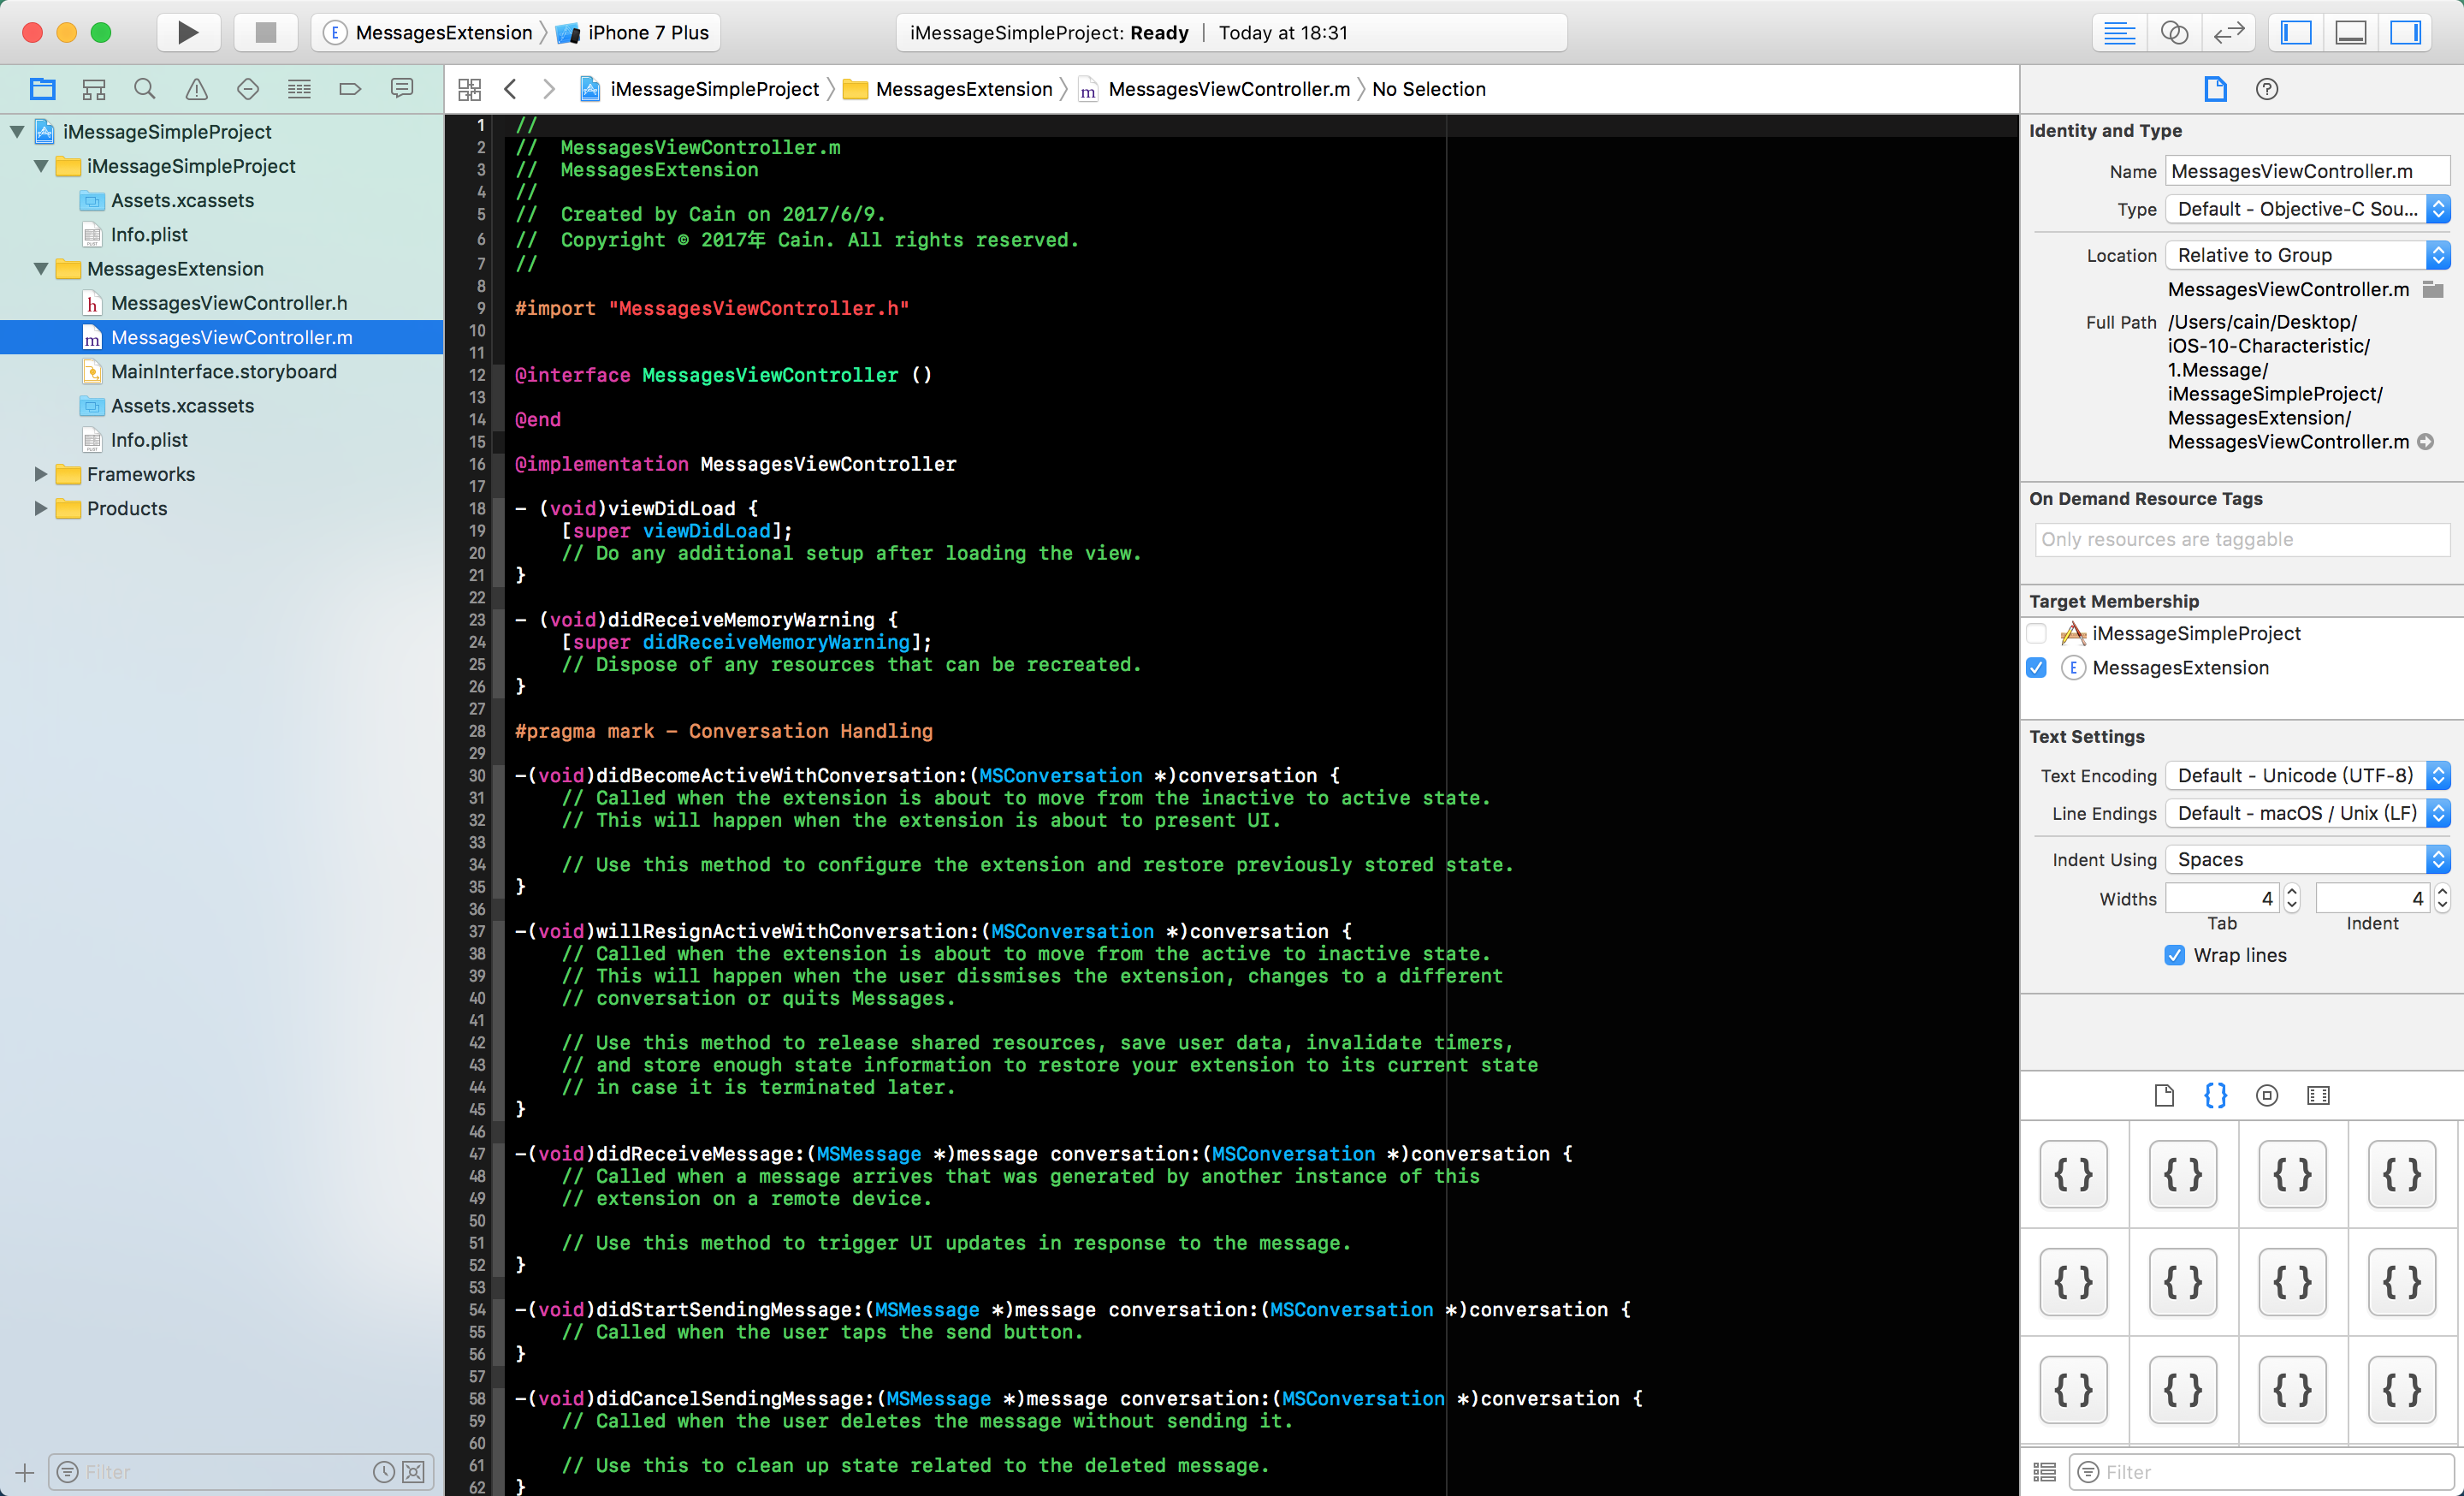 MessagesExtension iPhone 7 Plus
iMessageSimpleProject: Ready | Today at 18:31
iMessageSimpleProject MessagesExtension MessagesViewController.m No Selection
iMessageSimpleProject
iMessageSimpleProject
Assets.xcassets
Info.plist
MessagesExtension
MessagesViewController.h
MessagesViewController.m
MainInterface.storyboard
Assets.xcassets
Info.plist
Frameworks
Products
Filter
1 //
2 //  MessagesViewController.m
3 //  MessagesExtension
4 //
5 //  Created by Cain on 2017/6/9.
6 //  Copyright © 2017年 Cain. All rights reserved.
7 //
8
9 #import "MessagesViewController.h"
10
11
12 @interface MessagesViewController ()
13
14 @end
15
16 @implementation MessagesViewController
17
18 - (void)viewDidLoad {
19     [super viewDidLoad];
20     // Do any additional setup after loading the view.
21 }
22
23 - (void)didReceiveMemoryWarning {
24     [super didReceiveMemoryWarning];
25     // Dispose of any resources that can be recreated.
26 }
27
28 #pragma mark - Conversation Handling
29
30 -(void)didBecomeActiveWithConversation:(MSConversation *)conversation {
31     // Called when the extension is about to move from the inactive to active state.
32     // This will happen when the extension is about to present UI.
33
34     // Use this method to configure the extension and restore previously stored state.
35 }
36
37 -(void)willResignActiveWithConversation:(MSConversation *)conversation {
38     // Called when the extension is about to move from the active to inactive state.
39     // This will happen when the user dissmises the extension, changes to a different
40     // conversation or quits Messages.
41
42     // Use this method to release shared resources, save user data, invalidate timers,
43     // and store enough state information to restore your extension to its current state
44     // in case it is terminated later.
45 }
46
47 -(void)didReceiveMessage:(MSMessage *)message conversation:(MSConversation *)conversation {
48     // Called when a message arrives that was generated by another instance of this
49     // extension on a remote device.
50
51     // Use this method to trigger UI updates in response to the message.
52 }
53
54 -(void)didStartSendingMessage:(MSMessage *)message conversation:(MSConversation *)conversation {
55     // Called when the user taps the send button.
56 }
57
58 -(void)didCancelSendingMessage:(MSMessage *)message conversation:(MSConversation *)conversation {
59     // Called when the user deletes the message without sending it.
60
61     // Use this to clean up state related to the deleted message.
62 }
Identity and Type
Name MessagesViewController.m
Type Default - Objective-C Sou...
Location Relative to Group
MessagesViewController.m
Full Path /Users/cain/Desktop/
iOS-10-Characteristic/
1.Message/
iMessageSimpleProject/
MessagesExtension/
MessagesViewController.m
On Demand Resource Tags
Only resources are taggable
Target Membership
iMessageSimpleProject
E MessagesExtension
Text Settings
Text Encoding Default - Unicode (UTF-8)
Line Endings Default - macOS / Unix (LF)
Indent Using Spaces
Widths 4 4
Tab Indent
Wrap lines
{ } { } { } { }
{ } { } { } { }
{ } { } { } { }
Filter